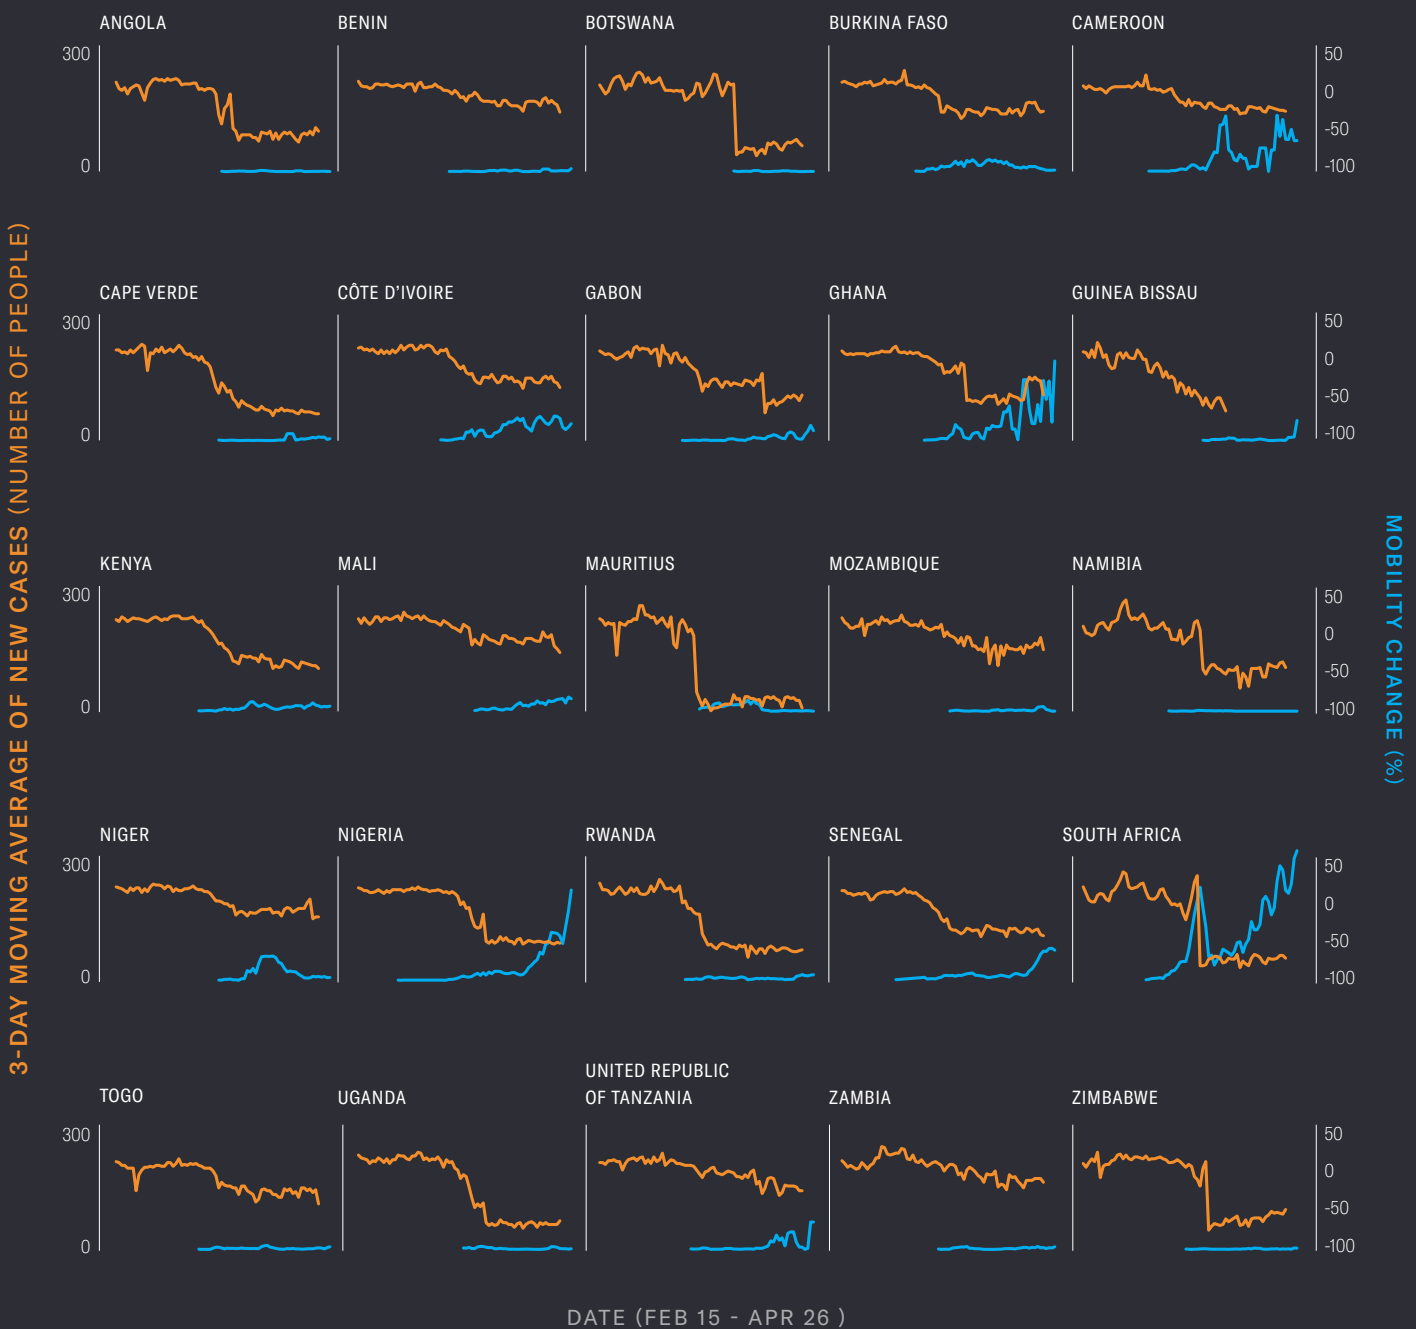 ANGOLA BENIN BOTSWANA BURKINA FASO CAMEROON
300 50
0
-50
0 -100
CAPE VERDE CÔTE D'IVOIRE GABON GHANA GUINEA BISSAU
300 50
0
-50
0 -100
KENYA MALI MAURITIUS MOZAMBIQUE NAMIBIA
300 50
0
-50
0 -100
NIGER NIGERIA RWANDA SENEGAL SOUTH AFRICA
300 50
0
-50
0 -100
UNITED REPUBLIC
TOGO UGANDA OF TANZANIA ZAMBIA ZIMBABWE
300 50
0
-50
0 -100
3-DAY MOVING AVERAGE OF NEW CASES (NUMBER OF PEOPLE)
MOBILITY CHANGE (%)
DATE (FEB 15 - APR 26 )